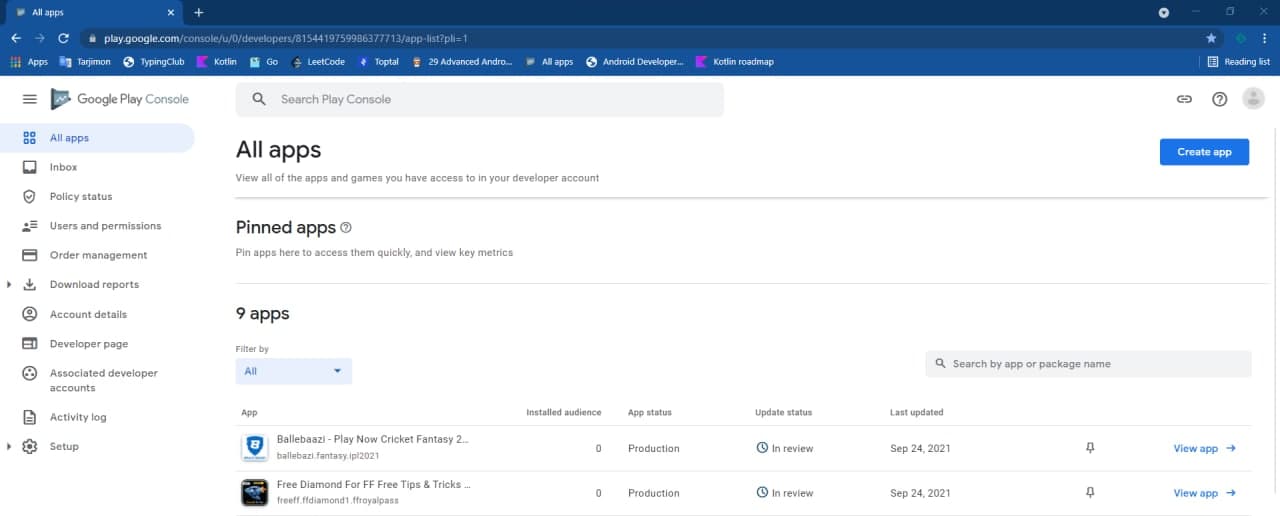 All apps
play.google.com/console/u/0/developers/8154419759986377713/app-list?pli=1
Apps Tarjimon TypingClub Kotlin Go LeetCode Toptal 29 Advanced Andro... All apps Android Developer... Kotlin roadmap Reading list
Google Play Console
Search Play Console
All apps
Inbox
Policy status
Users and permissions
Order management
Download reports
Account details
Developer page
Associated developer
accounts
Activity log
Setup
All apps
Create app
View all of the apps and games you have access to in your developer account
Pinned apps
Pin apps here to access them quickly, and view key metrics
9 apps
Filter by
All
Search by app or package name
App Installed audience App status Update status Last updated
Ballebaazi - Play Now Cricket Fantasy 2...
ballebazi.fantasy.ipl2021
0 Production In review Sep 24, 2021 View app
Free Diamond For FF Free Tips & Tricks ...
freeff.ffdiamond1.ffroyalpass
0 Production In review Sep 24, 2021 View app